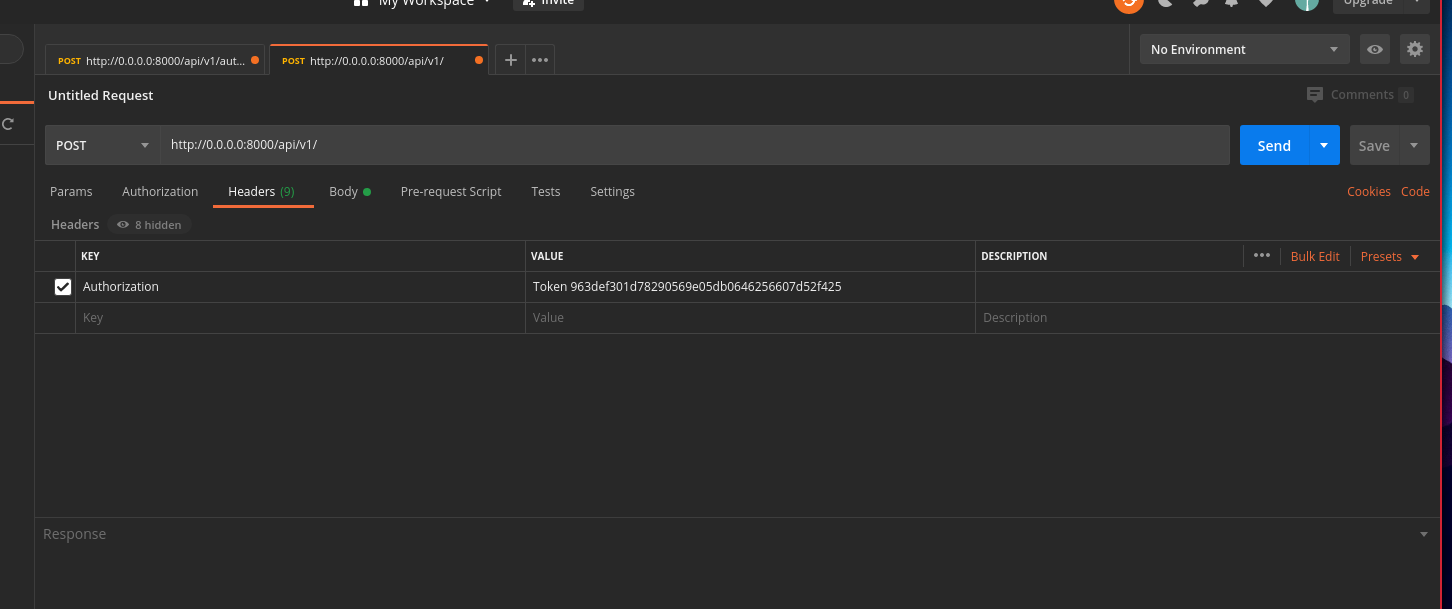 My Workspace Invite Upgrade
POST http://0.0.0.0:8000/api/v1/aut... POST http://0.0.0.0:8000/api/v1/ No Environment
Untitled Request Comments 0
POST http://0.0.0.0:8000/api/v1/ Send Save
Params Authorization Headers (9) Body Pre-request Script Tests Settings Cookies Code
Headers 8 hidden
KEY VALUE DESCRIPTION Bulk Edit Presets
Authorization Token 963def301d78290569e05db0646256607d52f425
Key Value Description
Response